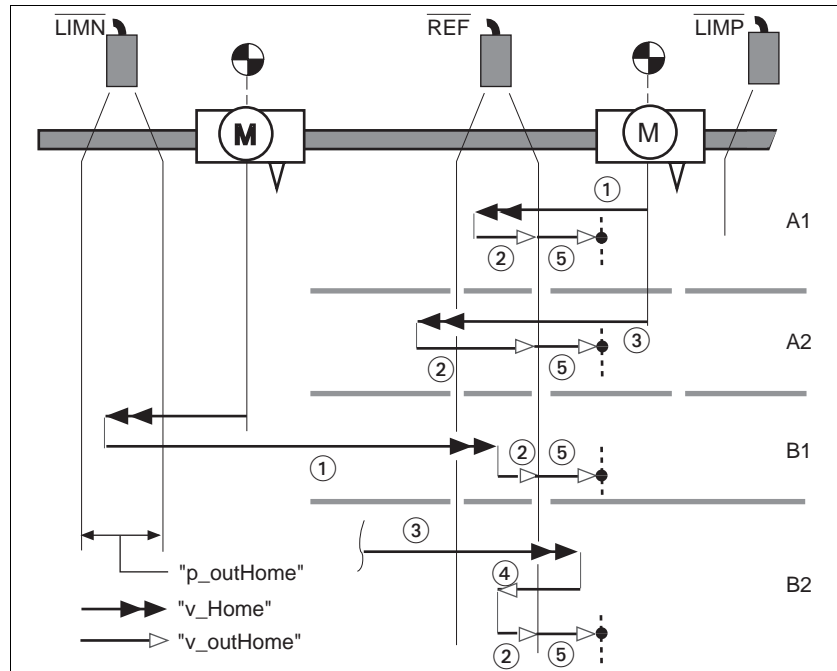 LIMN REF LIMP
M M
1
A1
2 5
3
A2
2 5
2 5
B1
1
3
"p_outHome"
4
B2
"v_Home"
"v_outHome"
2 5